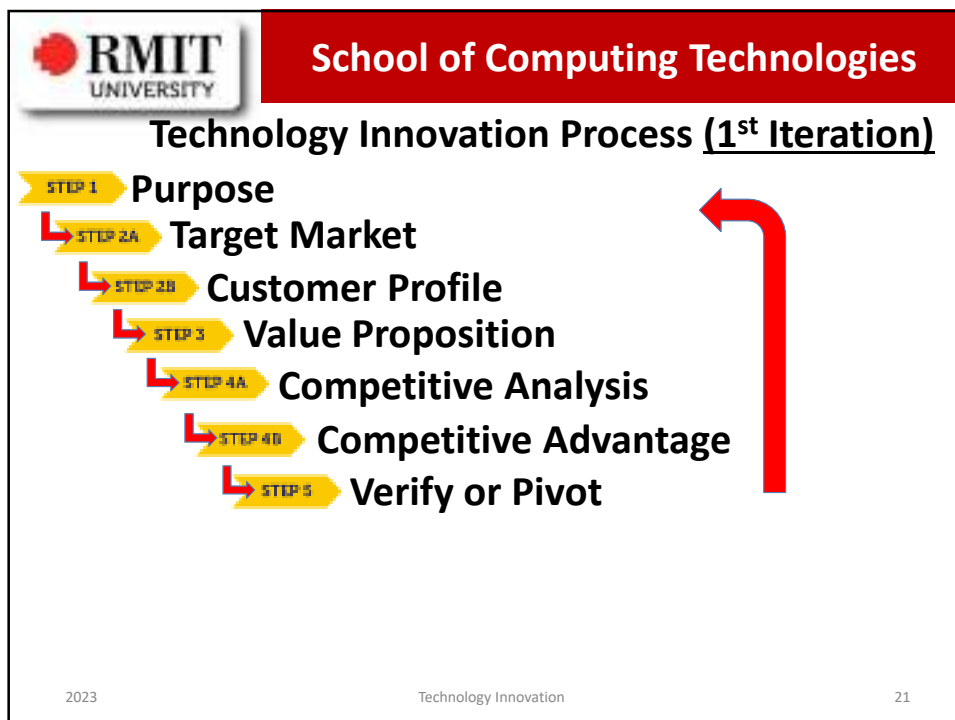 RMIT
UNIVERSITY
School of Computing Technologies
Technology Innovation Process (1st Iteration)
STEP 1 Purpose
STEP 2A Target Market
STEP 2B Customer Profile
STEP 3 Value Proposition
STEP 4A Competitive Analysis
STEP 4B Competitive Advantage
STEP 5 Verify or Pivot
2023 Technology Innovation 21